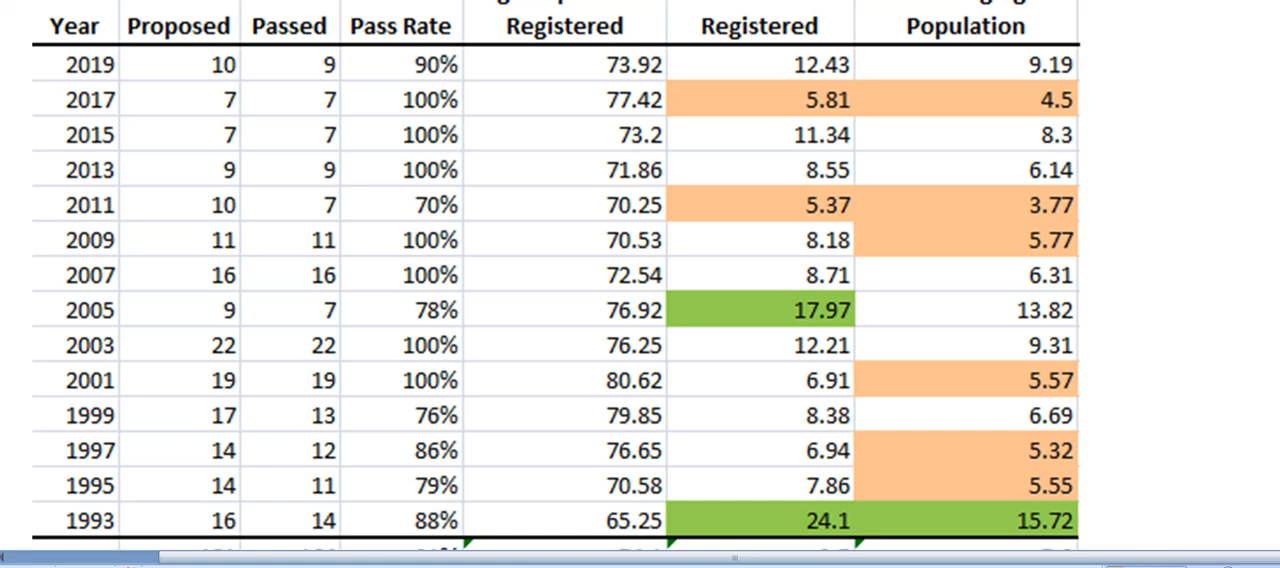 Year Proposed Passed Pass Rate Registered Registered Population
2019 10 9 90% 73.92 12.43 9.19
2017 7 7 100% 77.42 5.81 4.5
2015 7 7 100% 73.2 11.34 8.3
2013 9 9 100% 71.86 8.55 6.14
2011 10 7 70% 70.25 5.37 3.77
2009 11 11 100% 70.53 8.18 5.77
2007 16 16 100% 72.54 8.71 6.31
2005 9 7 78% 76.92 17.97 13.82
2003 22 22 100% 76.25 12.21 9.31
2001 19 19 100% 80.62 6.91 5.57
1999 17 13 76% 79.85 8.38 6.69
1997 14 12 86% 76.65 6.94 5.32
1995 14 11 79% 70.58 7.86 5.55
1993 16 14 88% 65.25 24.1 15.72